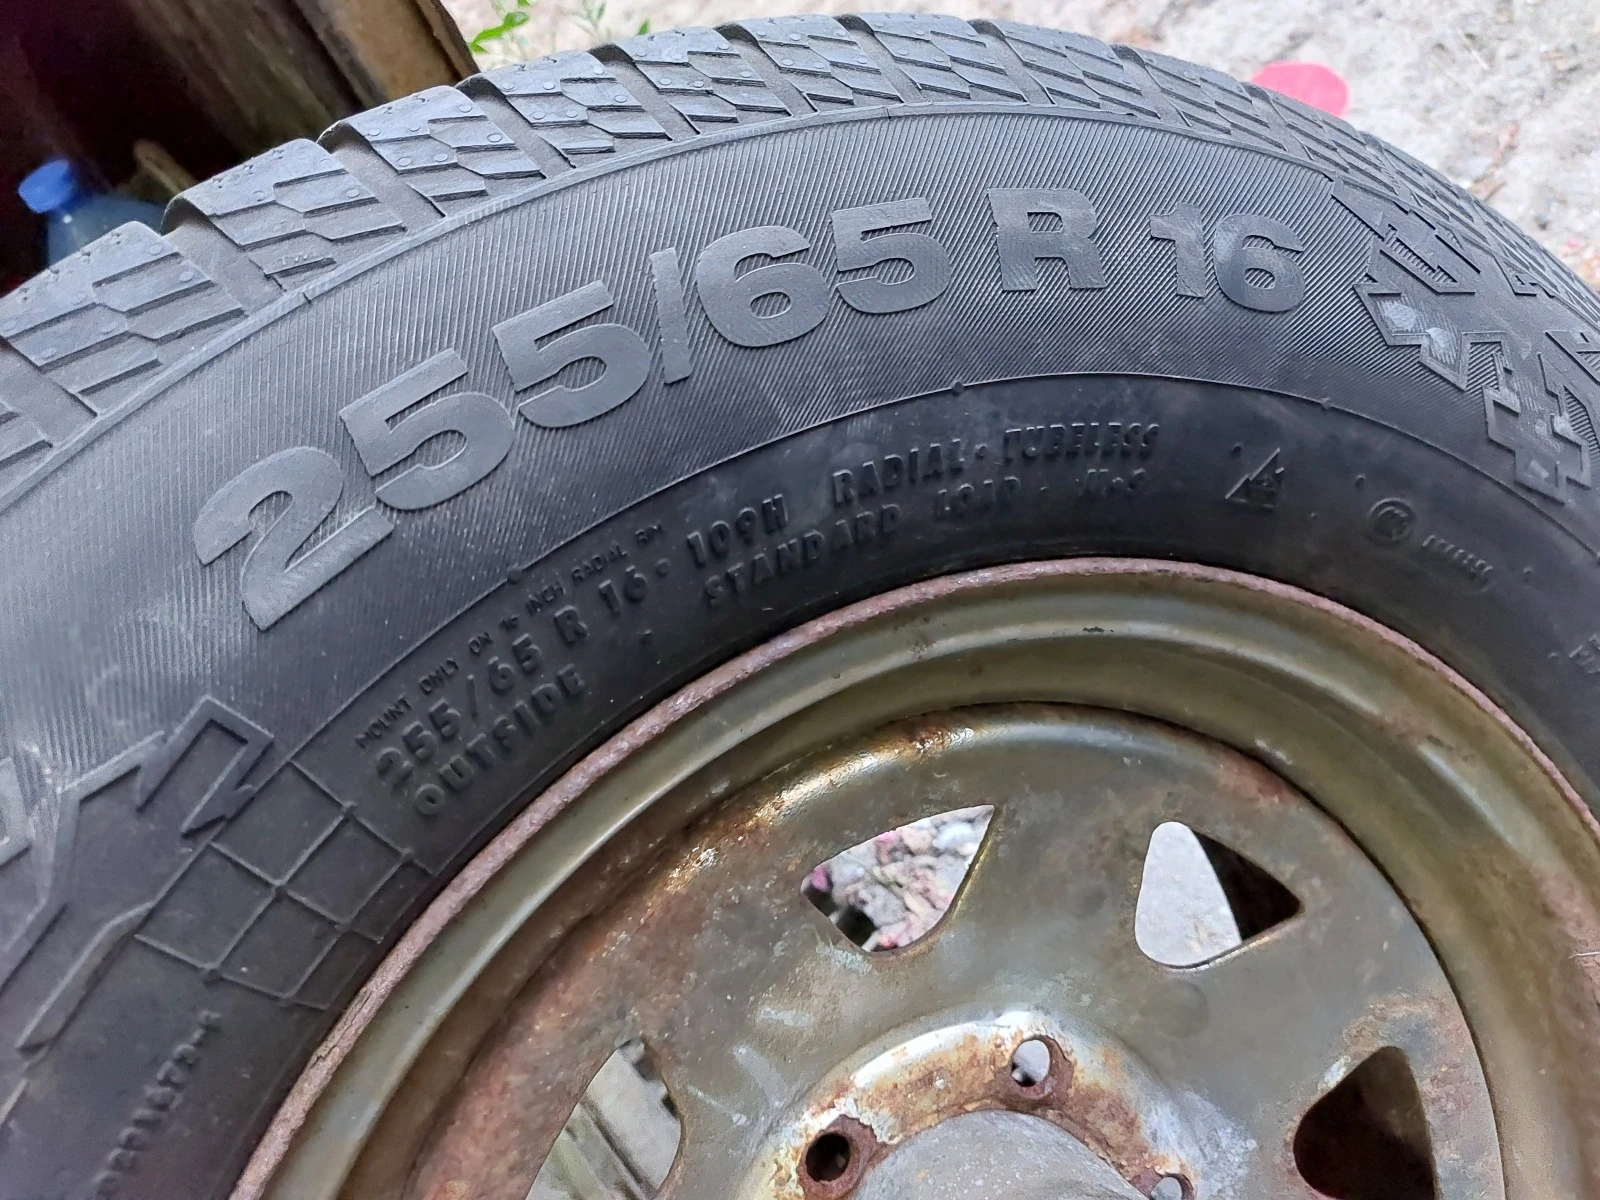 255/65 R 16
MOUNT ONLY ON 16 INCH RADIAL RIM
255/65 R 16 · 109H RADIAL · TUBELESS
OUTSIDE STANDARD LOAD · M+S